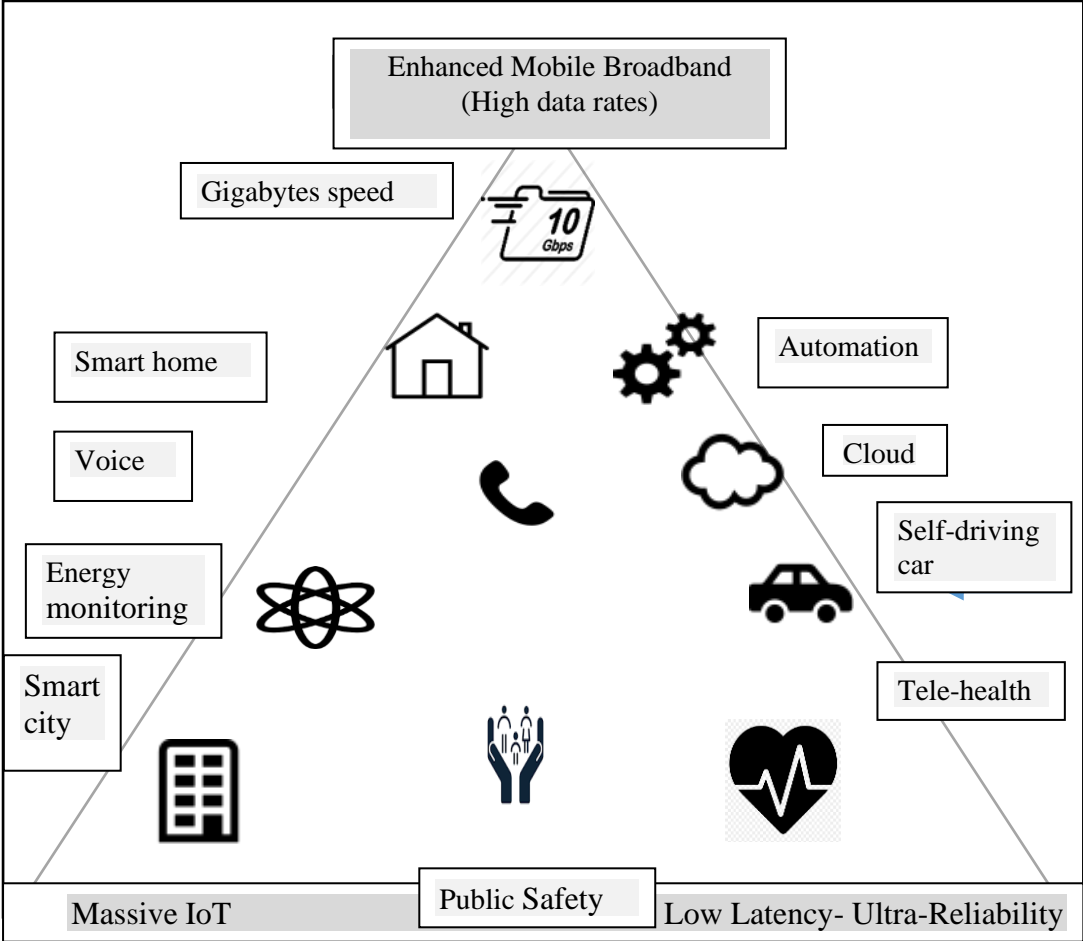 Enhanced Mobile Broadband
(High data rates)
Gigabytes speed
10
Gbps
Smart home
Automation
Voice
Cloud
Self-driving
car
Energy
monitoring
Smart
city
Tele-health
Public Safety
Massive IoT
Low Latency- Ultra-Reliability